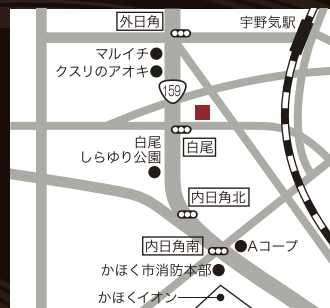 外日角
宇野気駅
マルイチ
クスリのアオキ
159
白尾
しらゆり公園
白尾
内日角北
内日角南
Aコープ
かほく市消防本部
かほくイオン